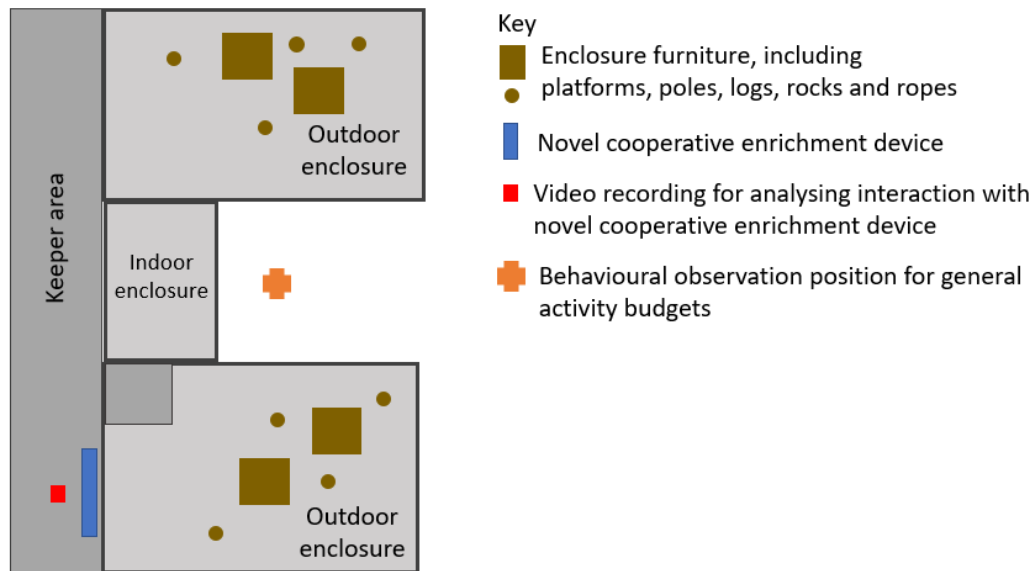 Key
Enclosure furniture, including
platforms, poles, logs, rocks and ropes
Novel cooperative enrichment device
Video recording for analysing interaction with
novel cooperative enrichment device
Behavioural observation position for general
activity budgets
Keeper area
Outdoor
enclosure
Indoor
enclosure
Outdoor
enclosure